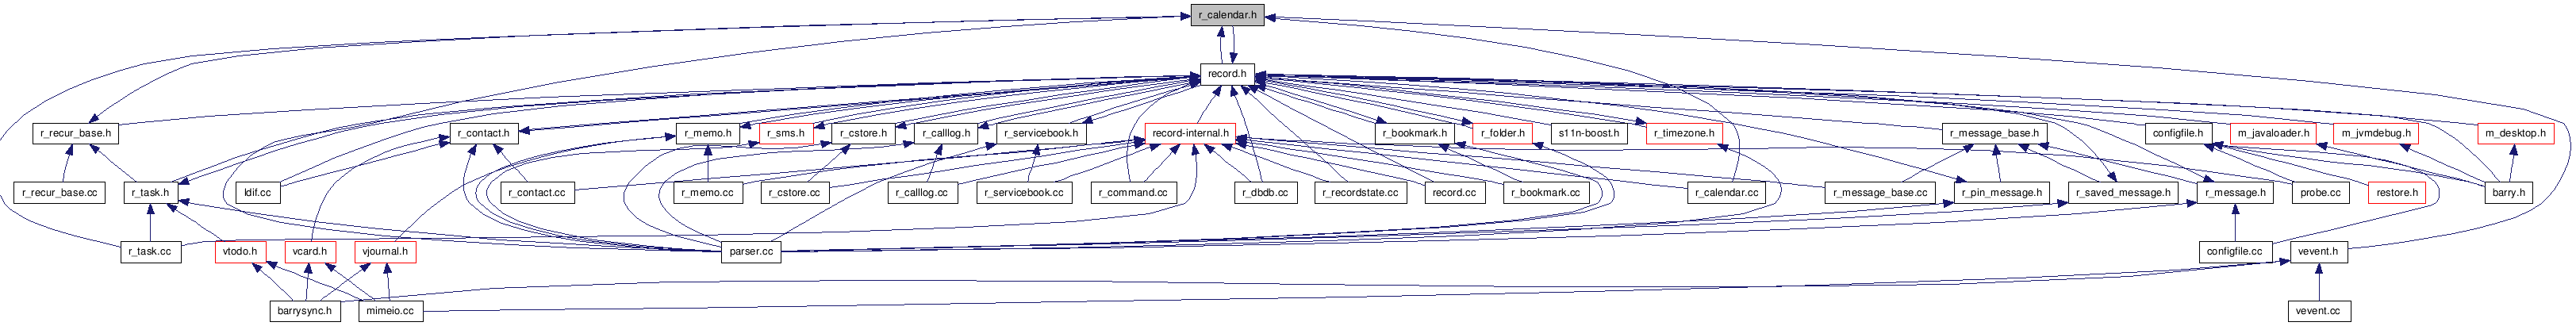 r_calendar.h
record.h
r_recur_base.h
r_contact.h
r_memo.h
r_sms.h
r_cstore.h
r_calllog.h
r_servicebook.h
record-internal.h
r_bookmark.h
r_folder.h
s11n-boost.h
r_timezone.h
r_message_base.h
configfile.h
m_javaloader.h
m_jvmdebug.h
m_desktop.h
r_recur_base.cc
r_task.h
ldif.cc
r_contact.cc
r_memo.cc
r_cstore.cc
r_calllog.cc
r_servicebook.cc
r_command.cc
r_dbdb.cc
r_recordstate.cc
record.cc
r_bookmark.cc
r_calendar.cc
r_message_base.cc
r_pin_message.h
r_saved_message.h
r_message.h
probe.cc
restore.h
barry.h
r_task.cc
vtodo.h
vcard.h
vjournal.h
parser.cc
configfile.cc
vevent.h
barrysync.h
mimeio.cc
vevent.cc